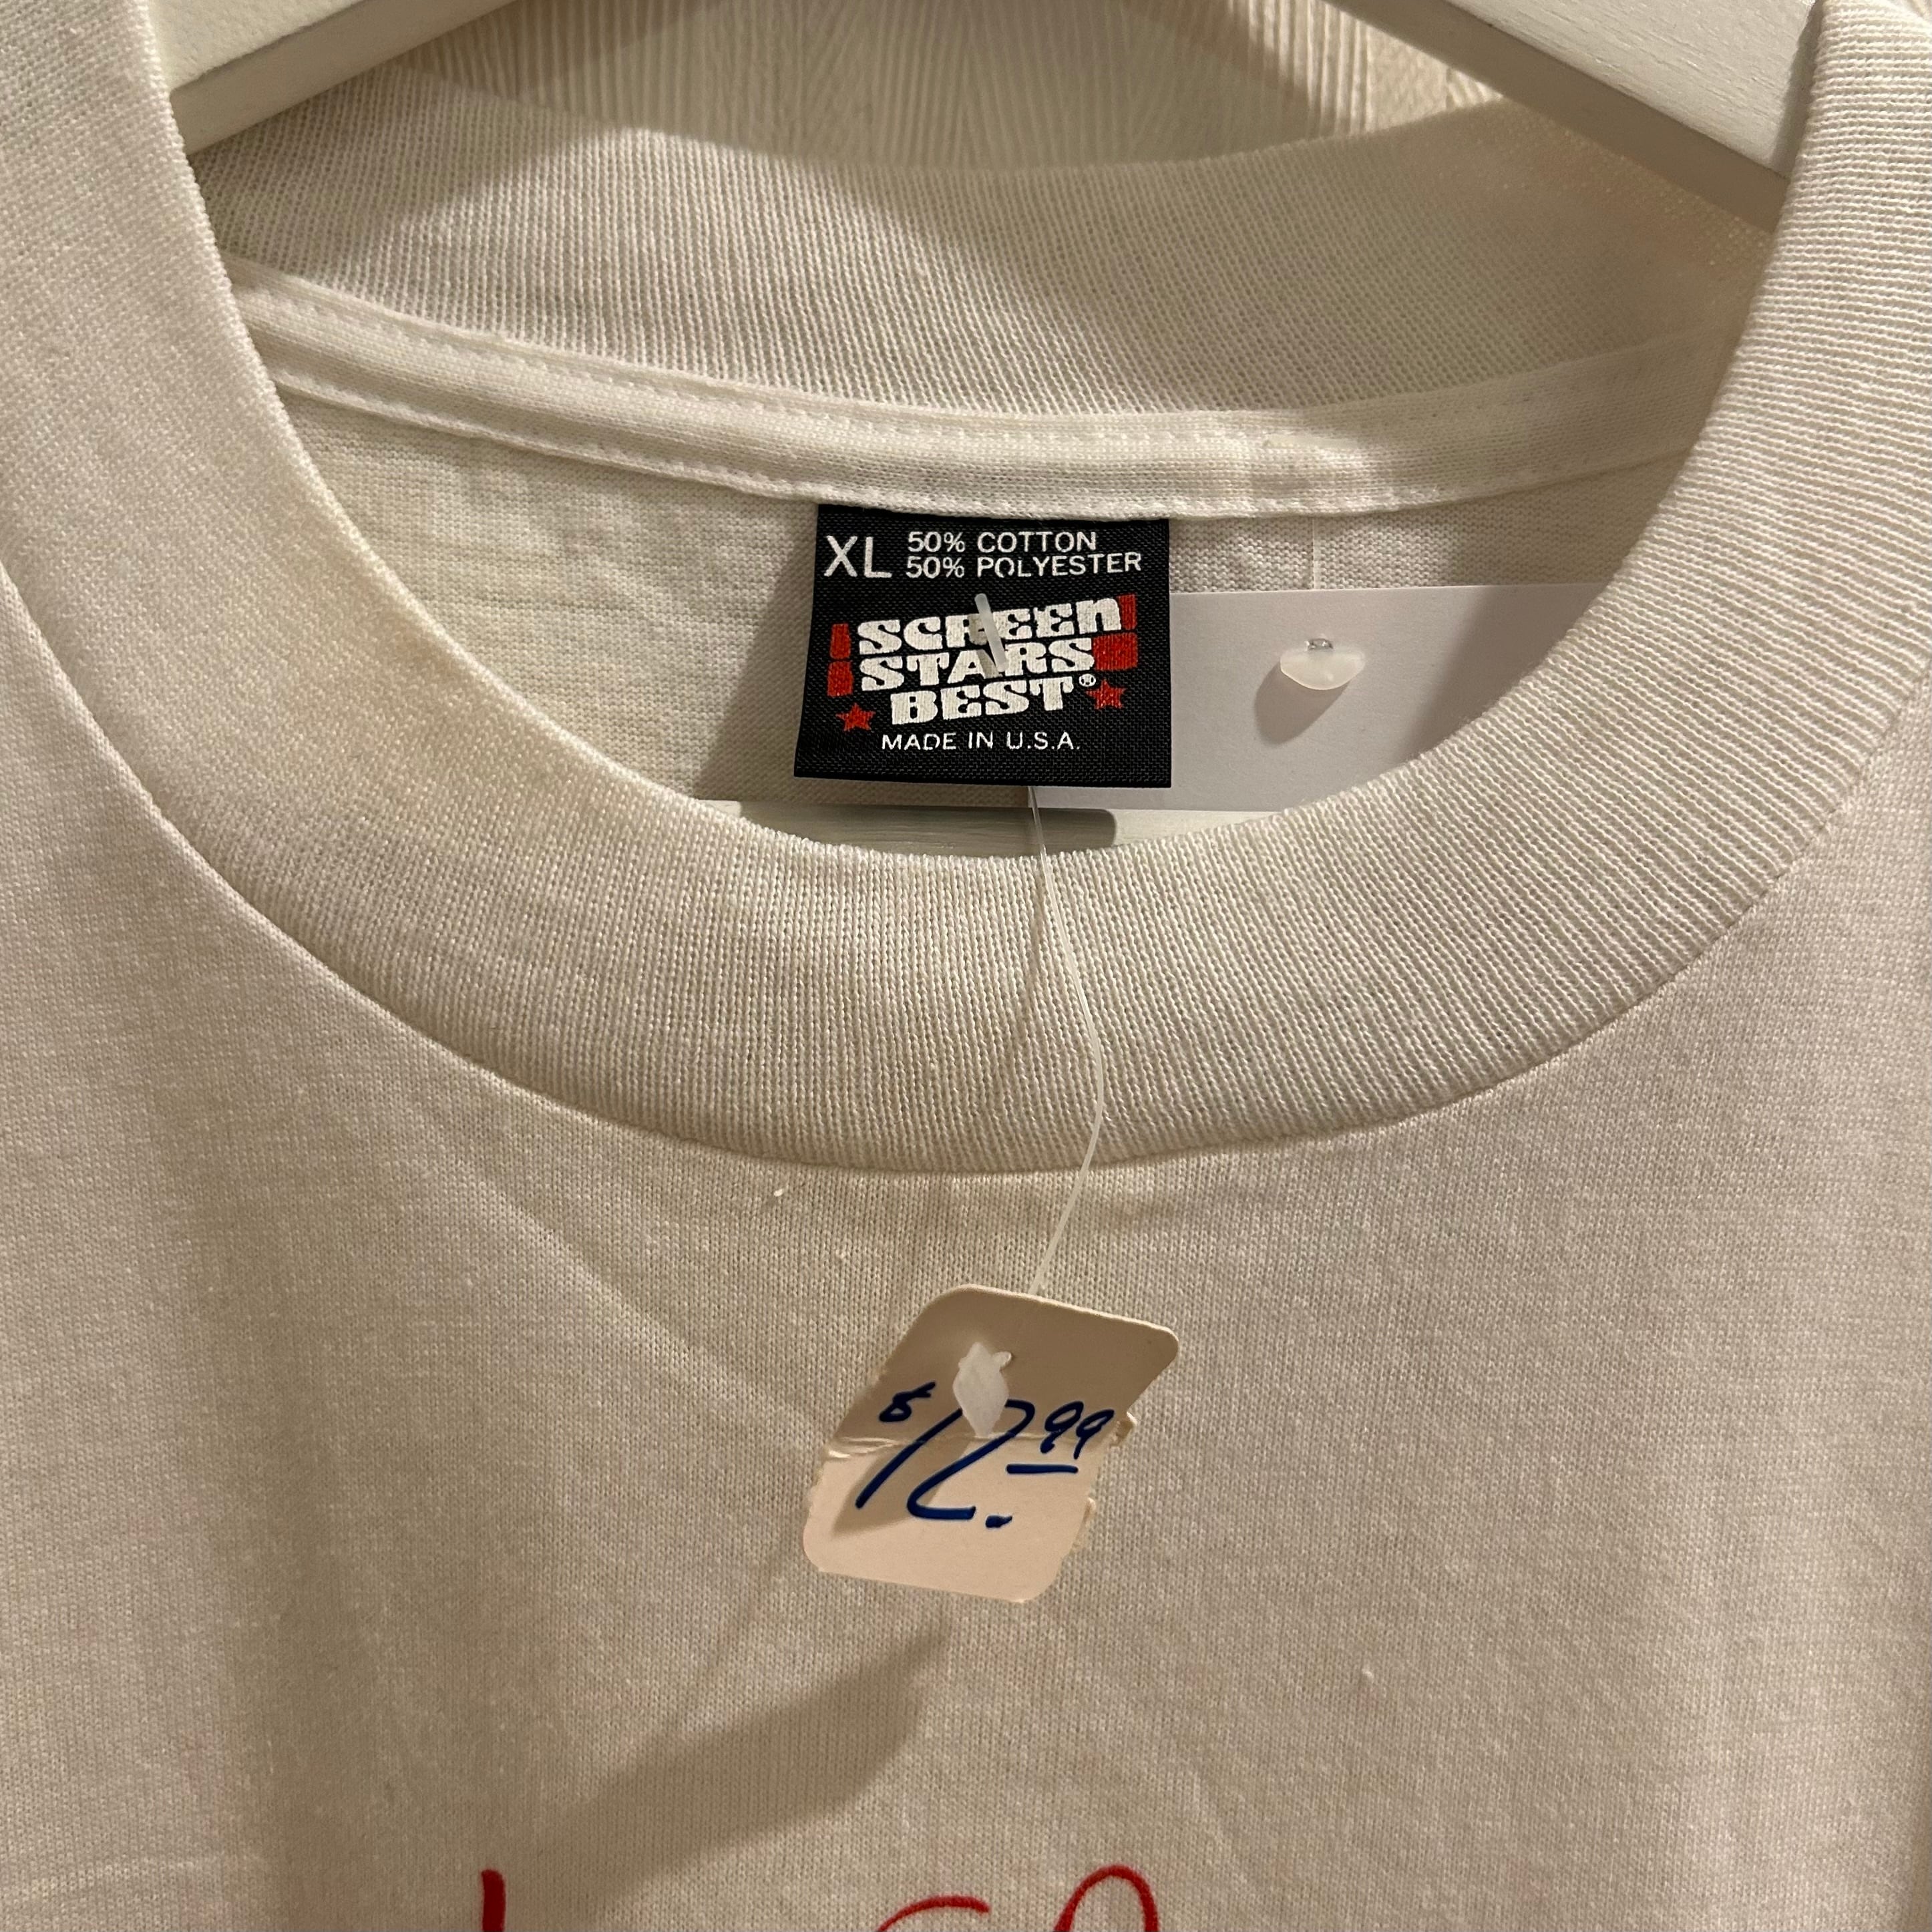 XL 50% COTTON
50% POLYESTER
SCREEN
STARS
BEST®
MADE IN U.S.A.
$12.99